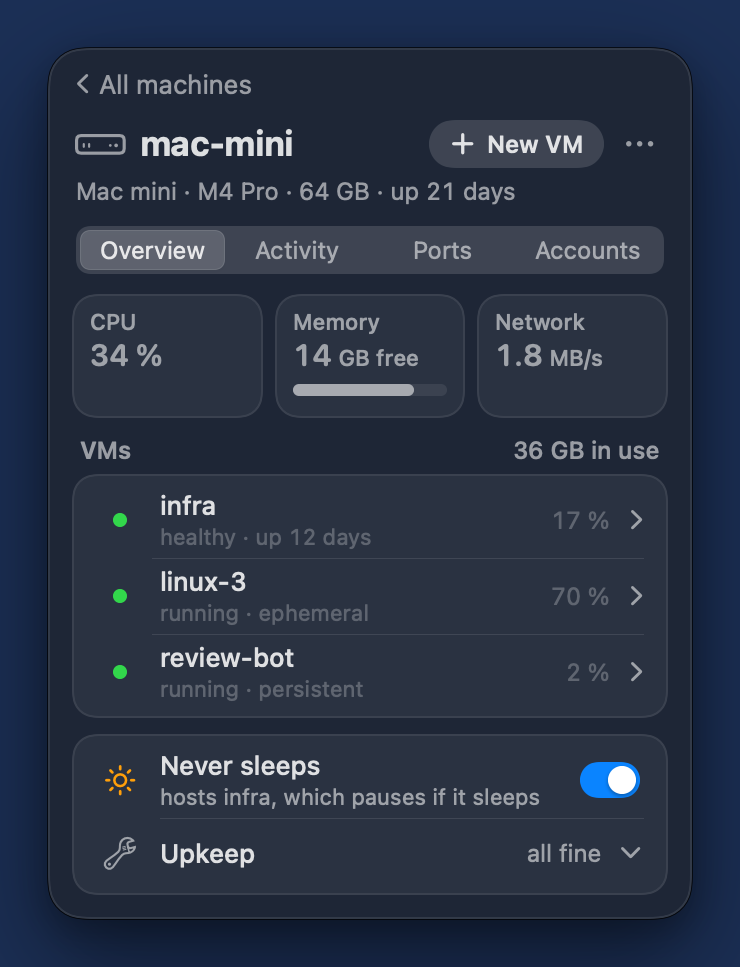 All machines
mac-mini
New VM
Mac mini · M4 Pro · 64 GB · up 21 days
Overview
Activity
Ports
Accounts
CPU
34 %
Memory
14 GB free
Network
1.8 MB/s
VMs
36 GB in use
infra
healthy · up 12 days
17 %
linux-3
running · ephemeral
70 %
review-bot
running · persistent
2 %
Never sleeps
hosts infra, which pauses if it sleeps
Upkeep
all fine